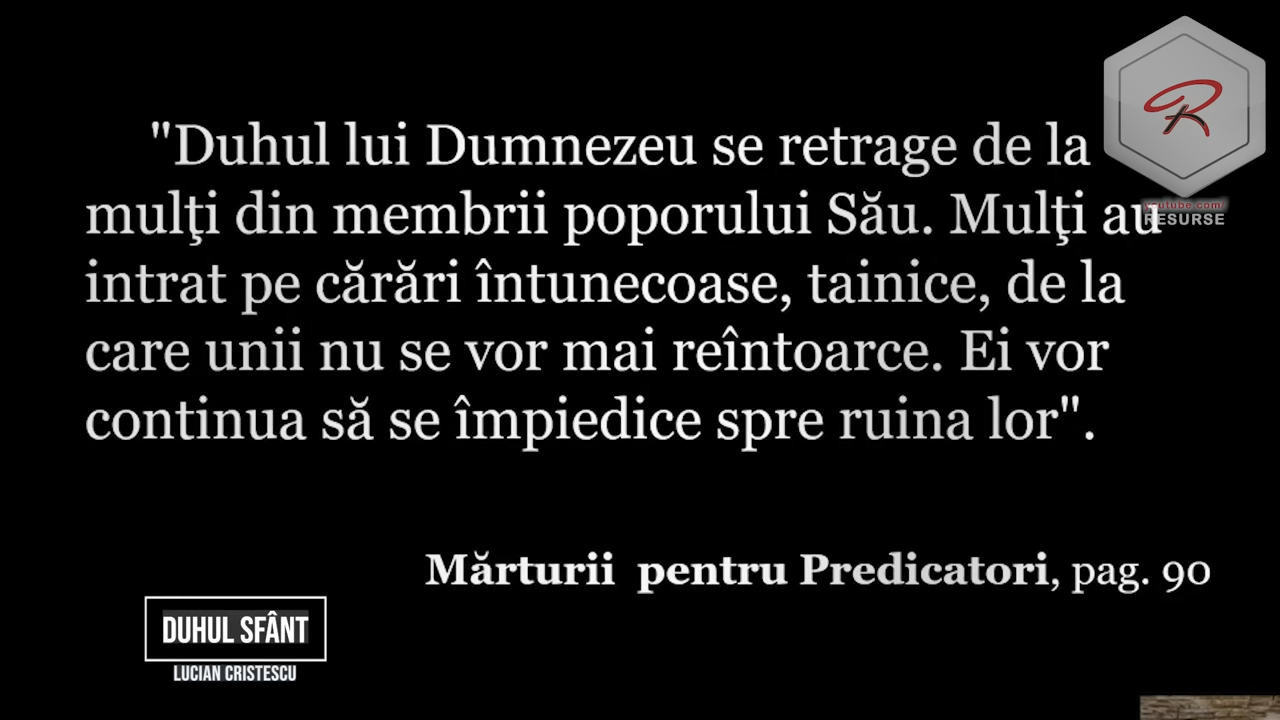 "Duhul lui Dumnezeu se retrage de la
mulţi din membrii poporului Său. Mulţi au
intrat pe cărări întunecoase, tainice, de la
care unii nu se vor mai reîntoarce. Ei vor
continua să se împiedice spre ruina lor".
Mărturii pentru Predicatori, pag. 90
DUHUL SFÂNT
LUCIAN CRISTESCU
R
youtube.com/
RESURSE